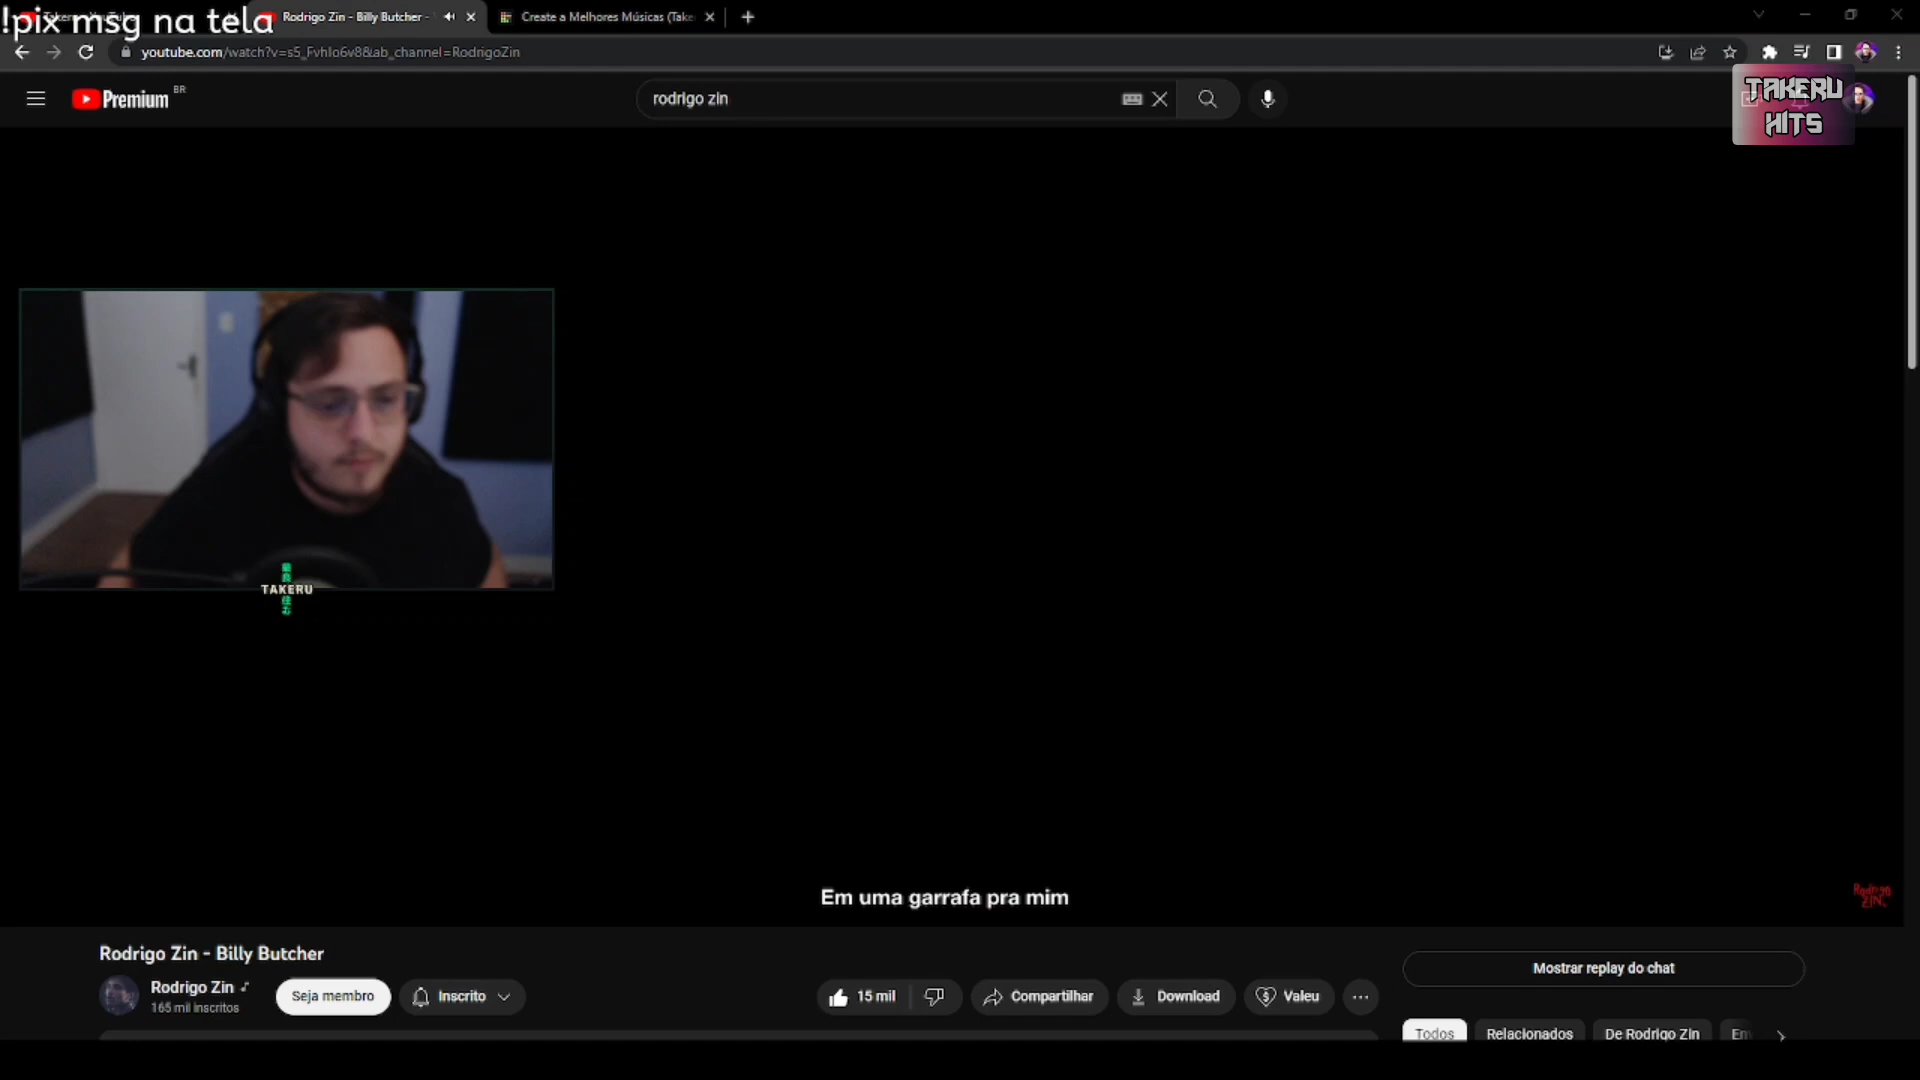 !pix msg na tela
Rodrigo Zin - Billy Butcher -
Create a Melhores Músicas (Take
youtube.com/watch?v=s5_Fvhlo6v8&ab_channel=RodrigoZin
Premium
BR
rodrigo zin
TAKERU
HITS
TAKERU
Em uma garrafa pra mim
Rodrigo
ZIN
Rodrigo Zin - Billy Butcher
Rodrigo Zin
165 mil inscritos
Seja membro
Inscrito
15 mil
Compartilhar
Download
Valeu
Mostrar replay do chat
Todos
Relacionados
De Rodrigo Zin